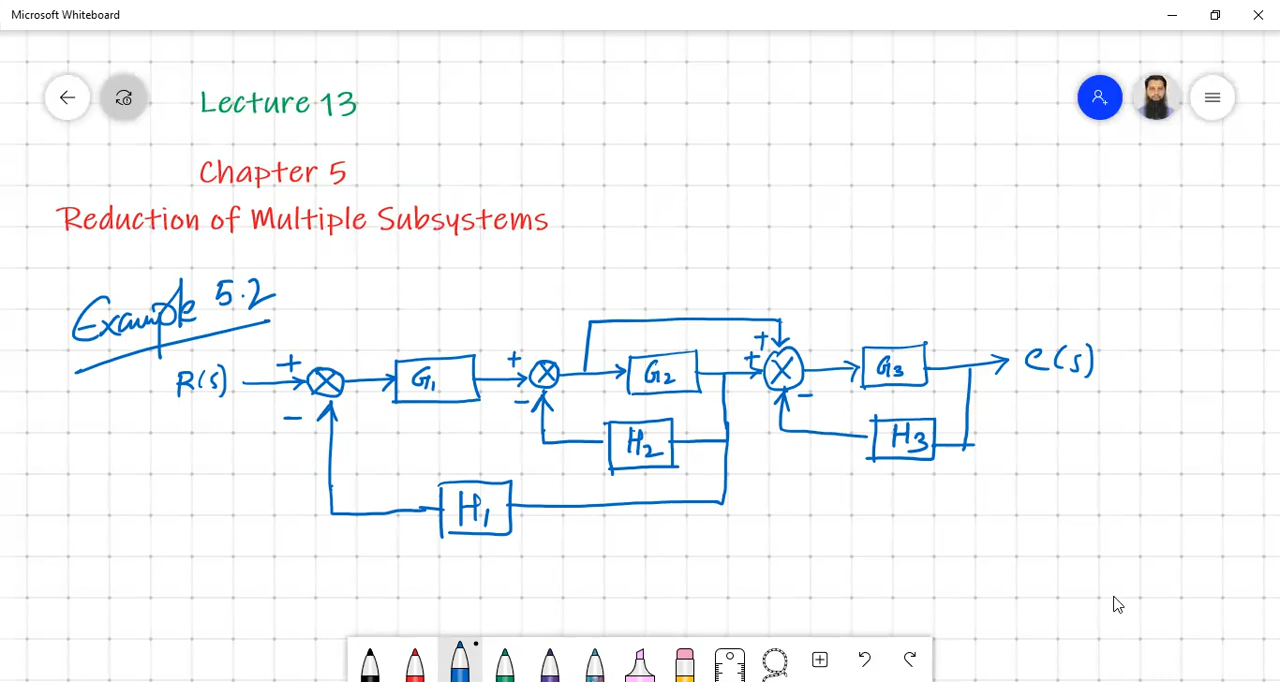 Microsoft Whiteboard
Lecture 13
Chapter 5
Reduction of Multiple Subsystems
Example 5.2
R(s) + - G1 + - G2 + + - G3 C(s)
H2 H3
H1